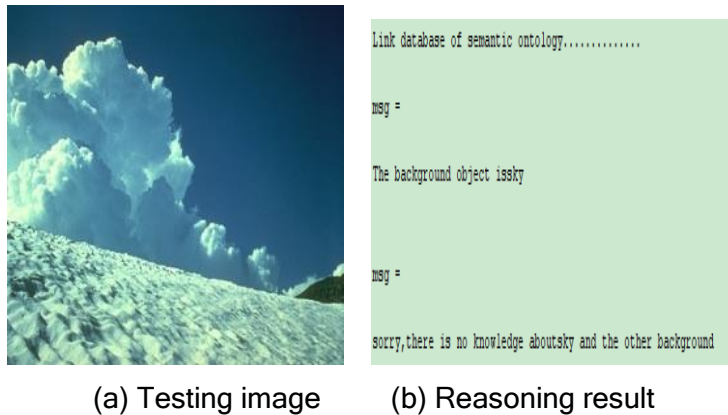 Link database of semantic ontology..............
msg =
The background object issky
msg =
sorry,there is no knowledge aboutsky and the other background
(a) Testing image
(b) Reasoning result